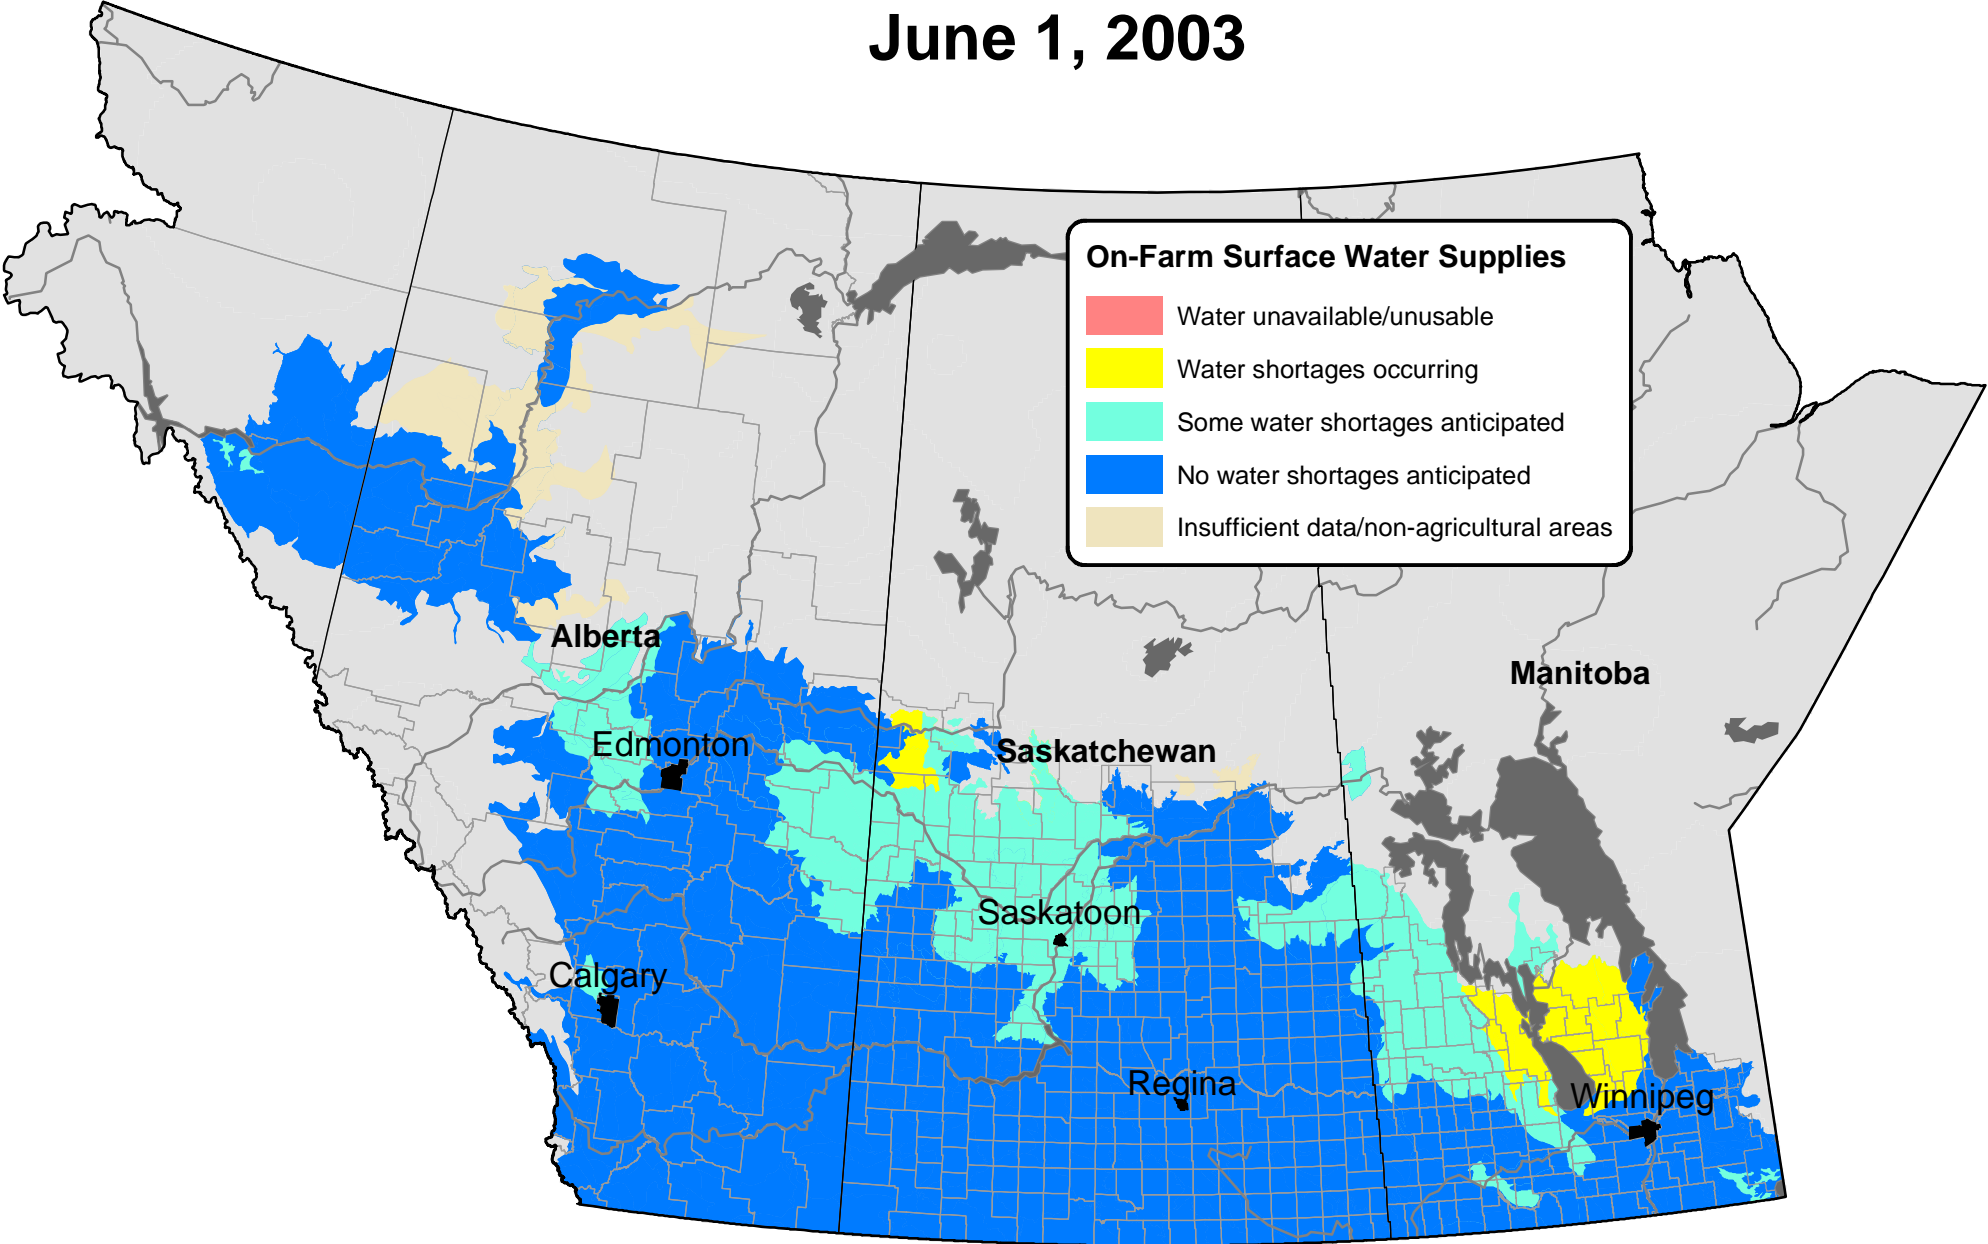 June 1, 2003
On-Farm Surface Water Supplies
Water unavailable/unusable
Water shortages occurring
Some water shortages anticipated
No water shortages anticipated
Insufficient data/non-agricultural areas
Alberta
Manitoba
Edmonton
Saskatchewan
Saskatoon
Calgary
Regina
Winnipeg